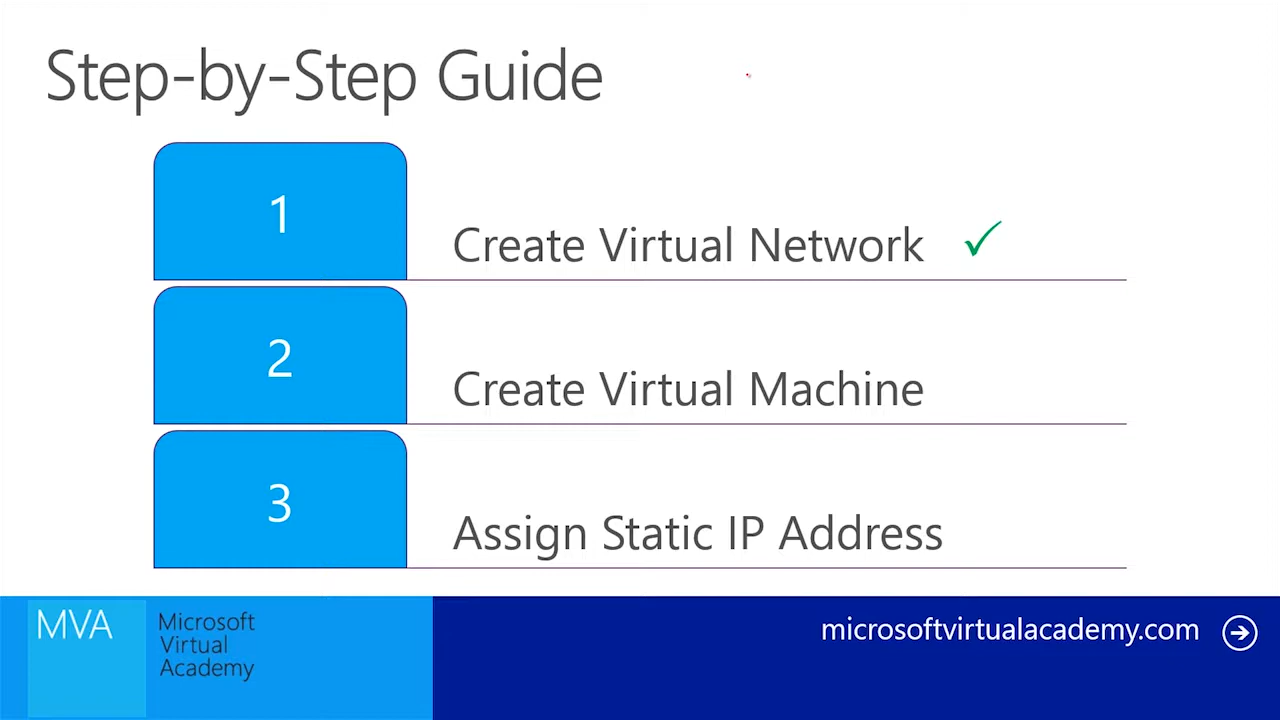 Step-by-Step Guide
1
Create Virtual Network
2
Create Virtual Machine
3
Assign Static IP Address
MVA
Microsoft
Virtual
Academy
microsoftvirtualacademy.com